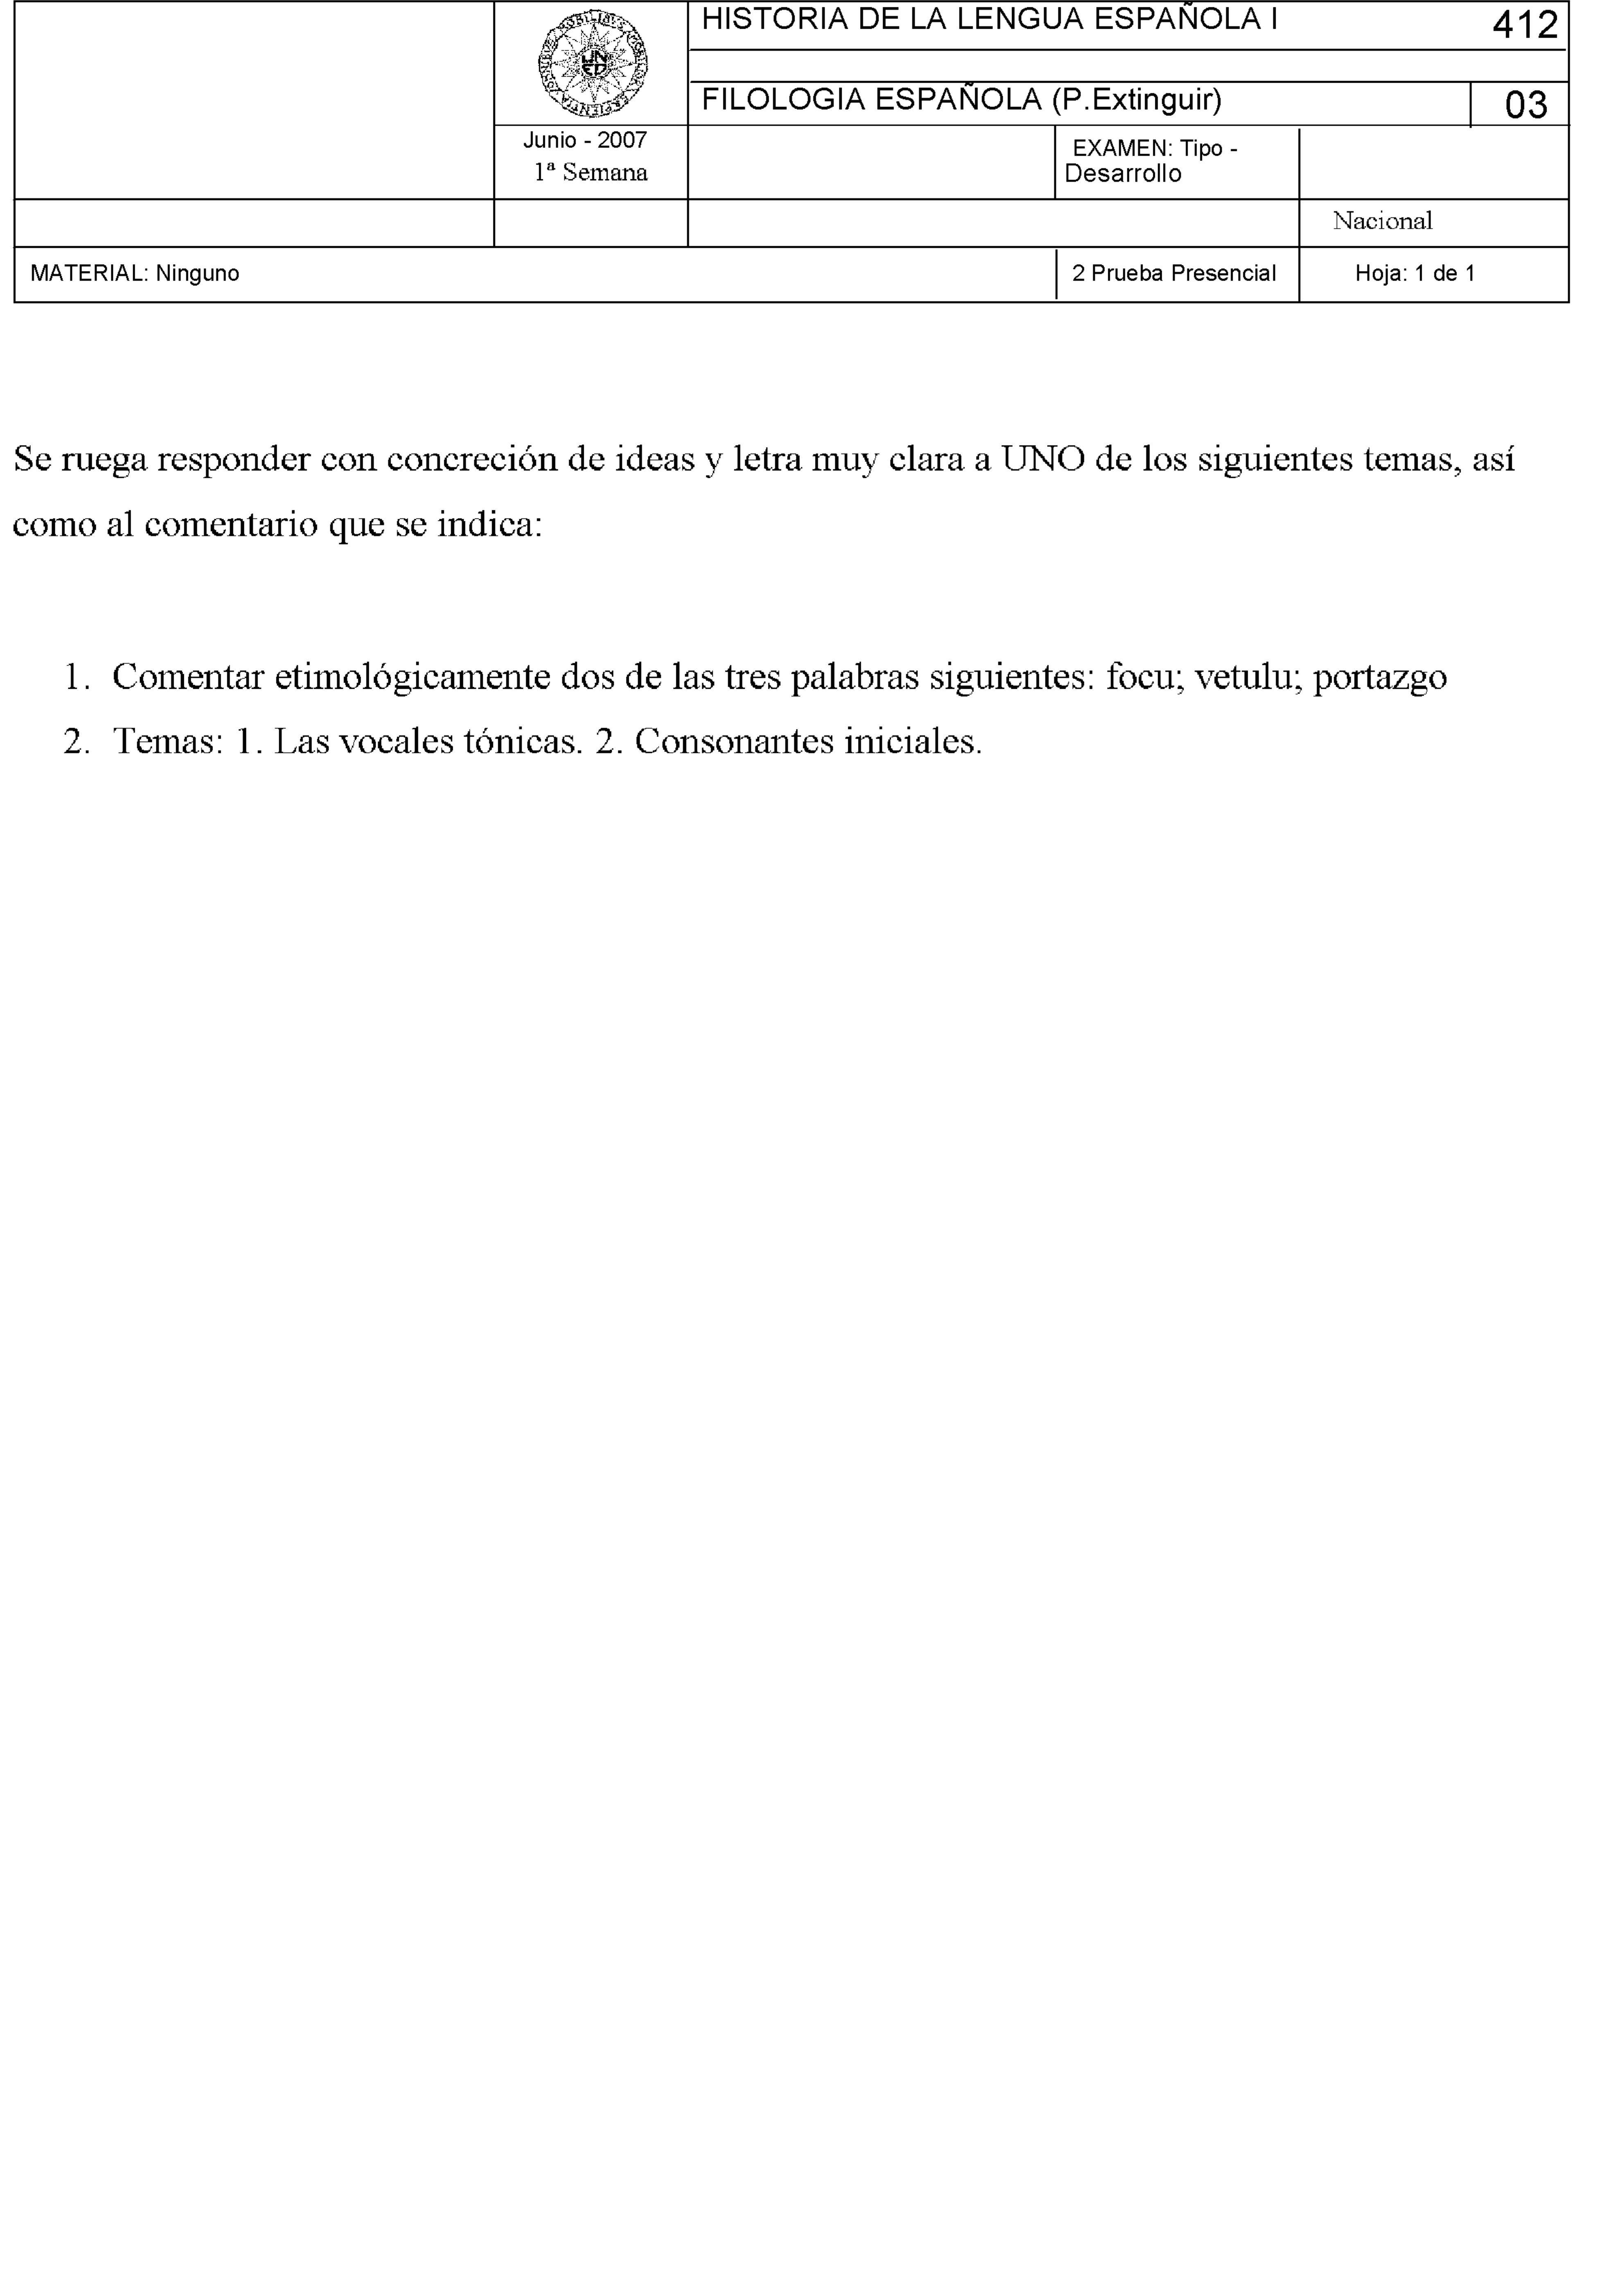 HISTORIA DE LA LENGUA ESPAÑOLA I
412
FILOLOGIA ESPAÑOLA (P.Extinguir)
03
UN
ED
Junio - 2007
1ª Semana
EXAMEN: Tipo -
Desarrollo
Nacional
MATERIAL: Ninguno
2 Prueba Presencial
Hoja: 1 de 1
Se ruega responder con concreción de ideas y letra muy clara a UNO de los siguientes temas, así
como al comentario que se indica:
1. Comentar etimológicamente dos de las tres palabras siguientes: focu; vetulu; portazgo
2. Temas: 1. Las vocales tónicas. 2. Consonantes iniciales.